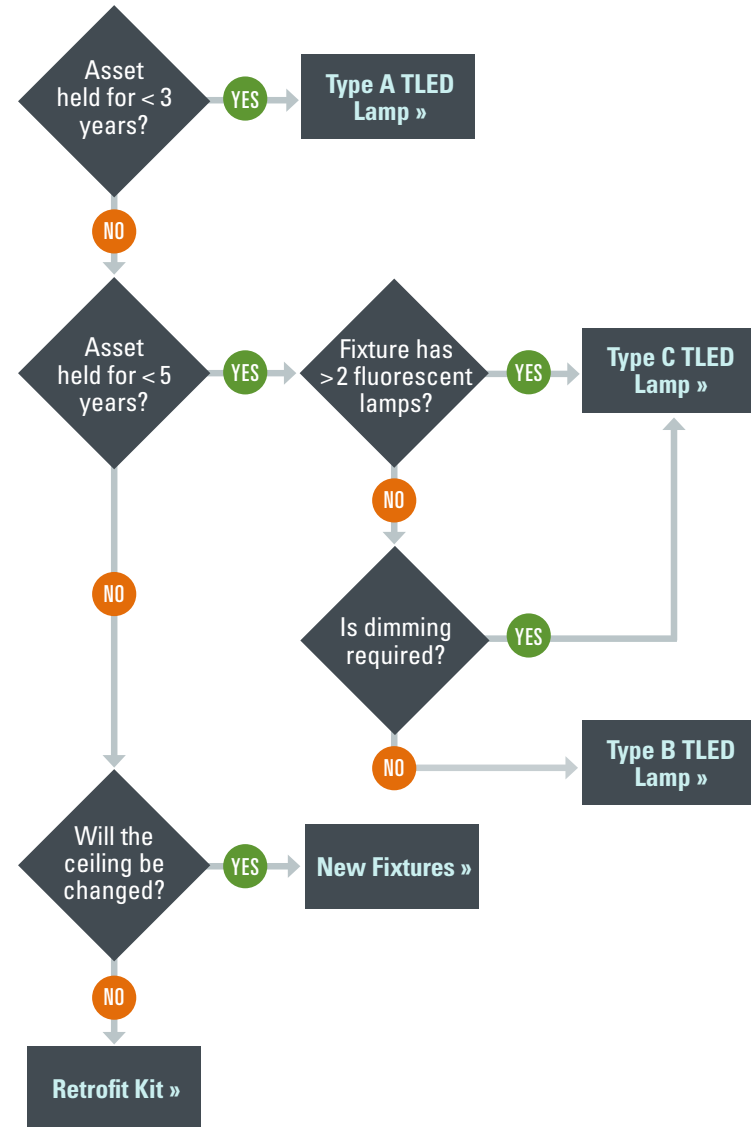 Asset
held for < 3
years?
YES
Type A TLED
Lamp »
NO
Asset
held for < 5
years?
YES
Fixture has
>2 fluorescent
lamps?
YES
Type C TLED
Lamp »
NO
NO
Is dimming
required?
YES
NO
Type B TLED
Lamp »
Will the
ceiling be
changed?
YES
New Fixtures »
NO
Retrofit Kit »